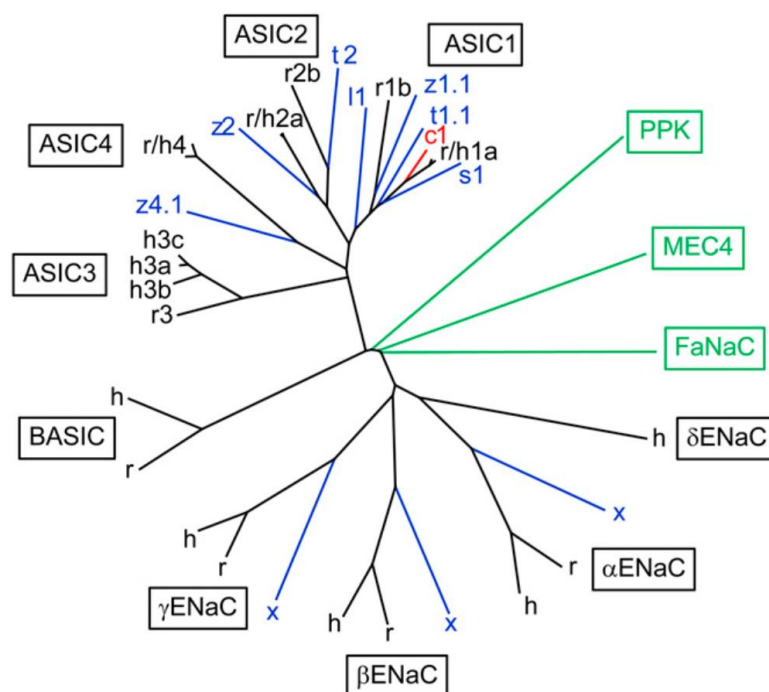 ASIC2
ASIC1
t2
r2b
l1
r1b
z1.1
t1.1
c1
r/h1a
s1
z2
r/h2a
PPK
ASIC4
r/h4
z4.1
MEC4
h3c
ASIC3
h3a
h3b
r3
FaNaC
h
BASIC
r
h
δENaC
x
h
r
γENaC
x
h
r
βENaC
x
r
αENaC
h